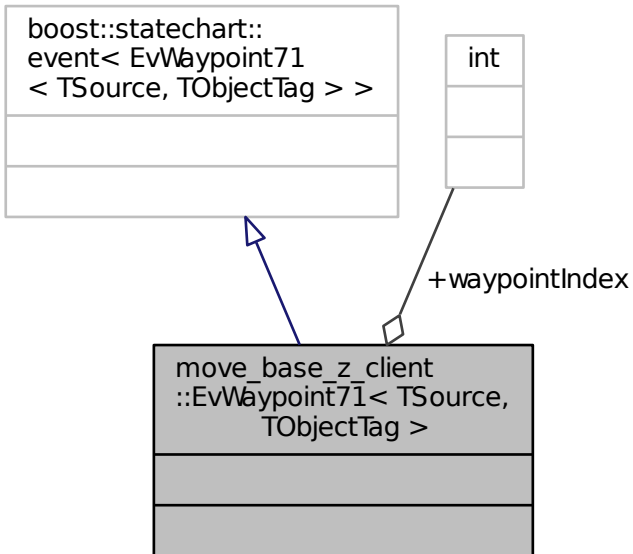 boost::statechart::
event< EvWaypoint71
< TSource, TObjectTag > >
int
+waypointIndex
move_base_z_client
::EvWaypoint71< TSource,
TObjectTag >